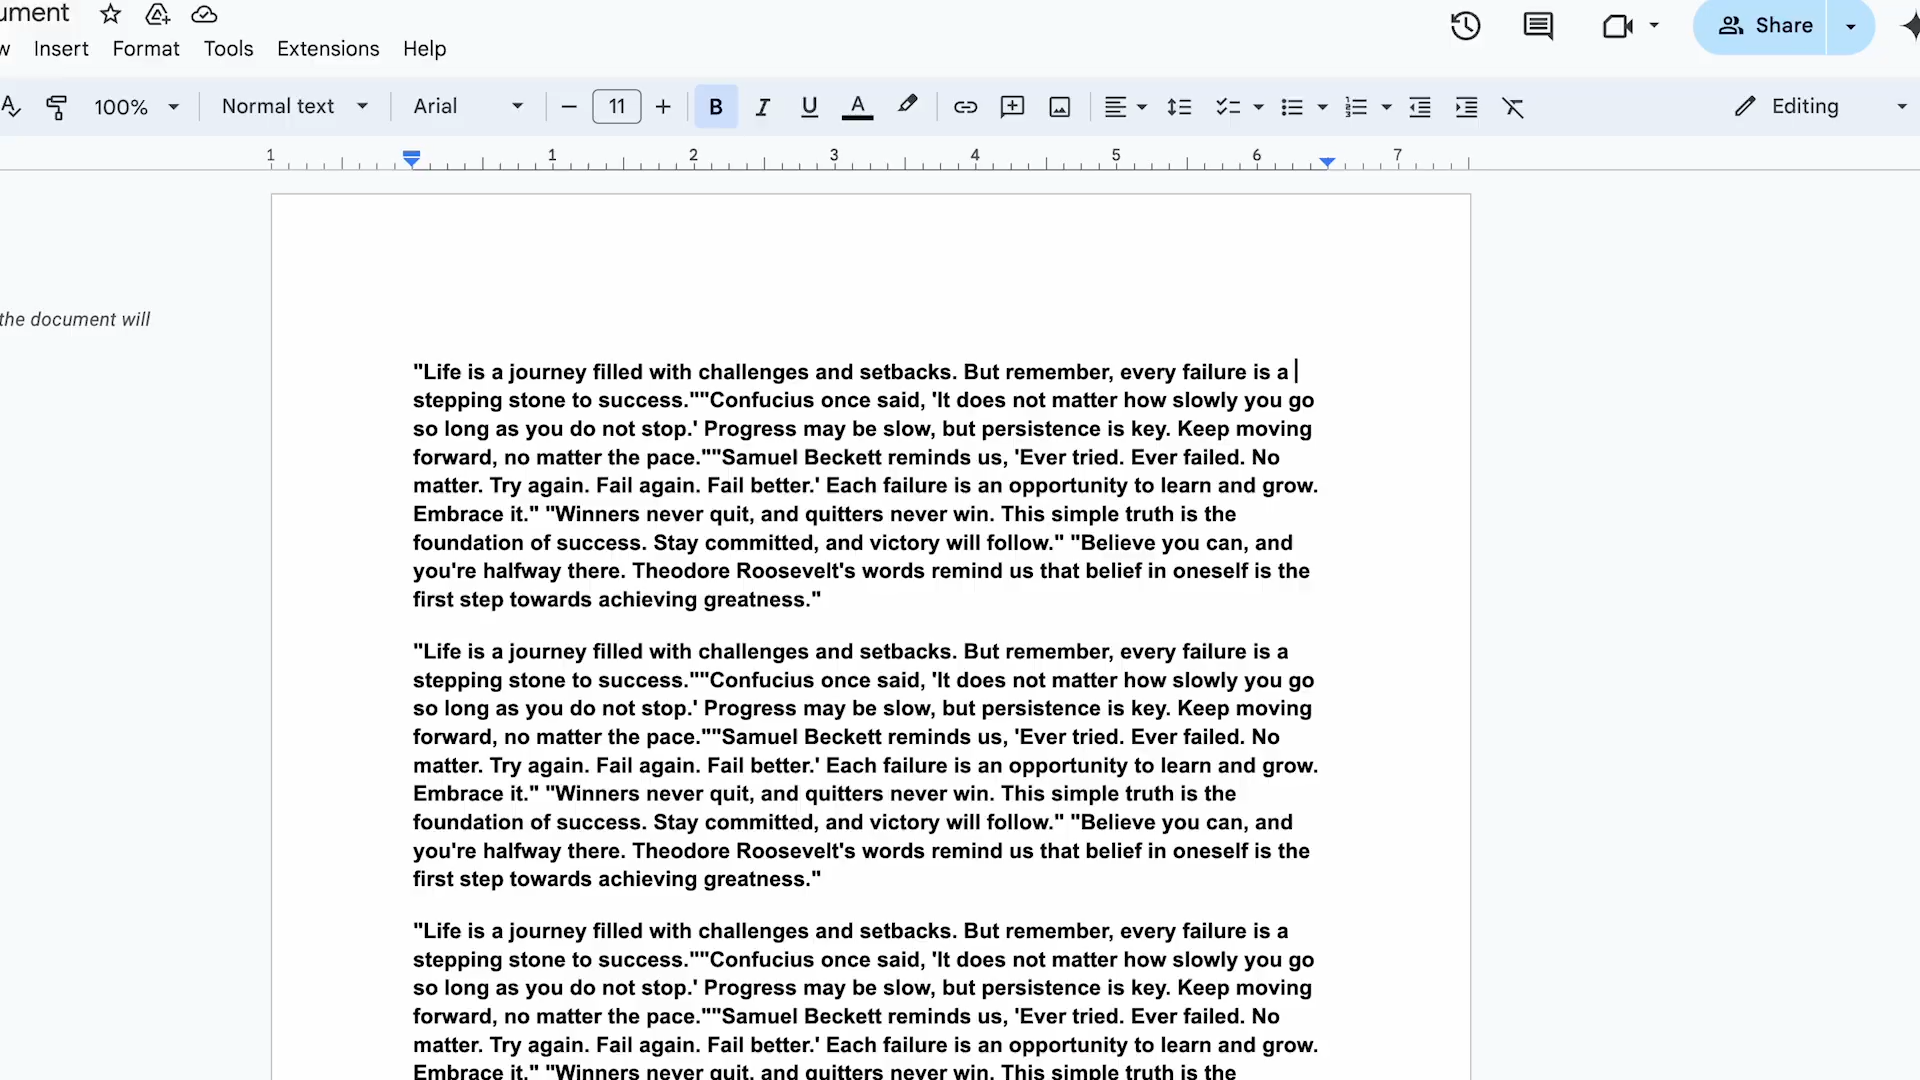 ument
w Insert Format Tools Extensions Help
Share
100% Normal text Arial 11 B I U A Editing
1 1 2 3 4 5 6 7
the document will
"Life is a journey filled with challenges and setbacks. But remember, every failure is a
stepping stone to success.""Confucius once said, 'It does not matter how slowly you go
so long as you do not stop.' Progress may be slow, but persistence is key. Keep moving
forward, no matter the pace.""Samuel Beckett reminds us, 'Ever tried. Ever failed. No
matter. Try again. Fail again. Fail better.' Each failure is an opportunity to learn and grow.
Embrace it." "Winners never quit, and quitters never win. This simple truth is the
foundation of success. Stay committed, and victory will follow." "Believe you can, and
you're halfway there. Theodore Roosevelt's words remind us that belief in oneself is the
first step towards achieving greatness."
"Life is a journey filled with challenges and setbacks. But remember, every failure is a
stepping stone to success.""Confucius once said, 'It does not matter how slowly you go
so long as you do not stop.' Progress may be slow, but persistence is key. Keep moving
forward, no matter the pace.""Samuel Beckett reminds us, 'Ever tried. Ever failed. No
matter. Try again. Fail again. Fail better.' Each failure is an opportunity to learn and grow.
Embrace it." "Winners never quit, and quitters never win. This simple truth is the
foundation of success. Stay committed, and victory will follow." "Believe you can, and
you're halfway there. Theodore Roosevelt's words remind us that belief in oneself is the
first step towards achieving greatness."
"Life is a journey filled with challenges and setbacks. But remember, every failure is a
stepping stone to success.""Confucius once said, 'It does not matter how slowly you go
so long as you do not stop.' Progress may be slow, but persistence is key. Keep moving
forward, no matter the pace.""Samuel Beckett reminds us, 'Ever tried. Ever failed. No
matter. Try again. Fail again. Fail better.' Each failure is an opportunity to learn and grow.
Embrace it." "Winners never quit, and quitters never win. This simple truth is the